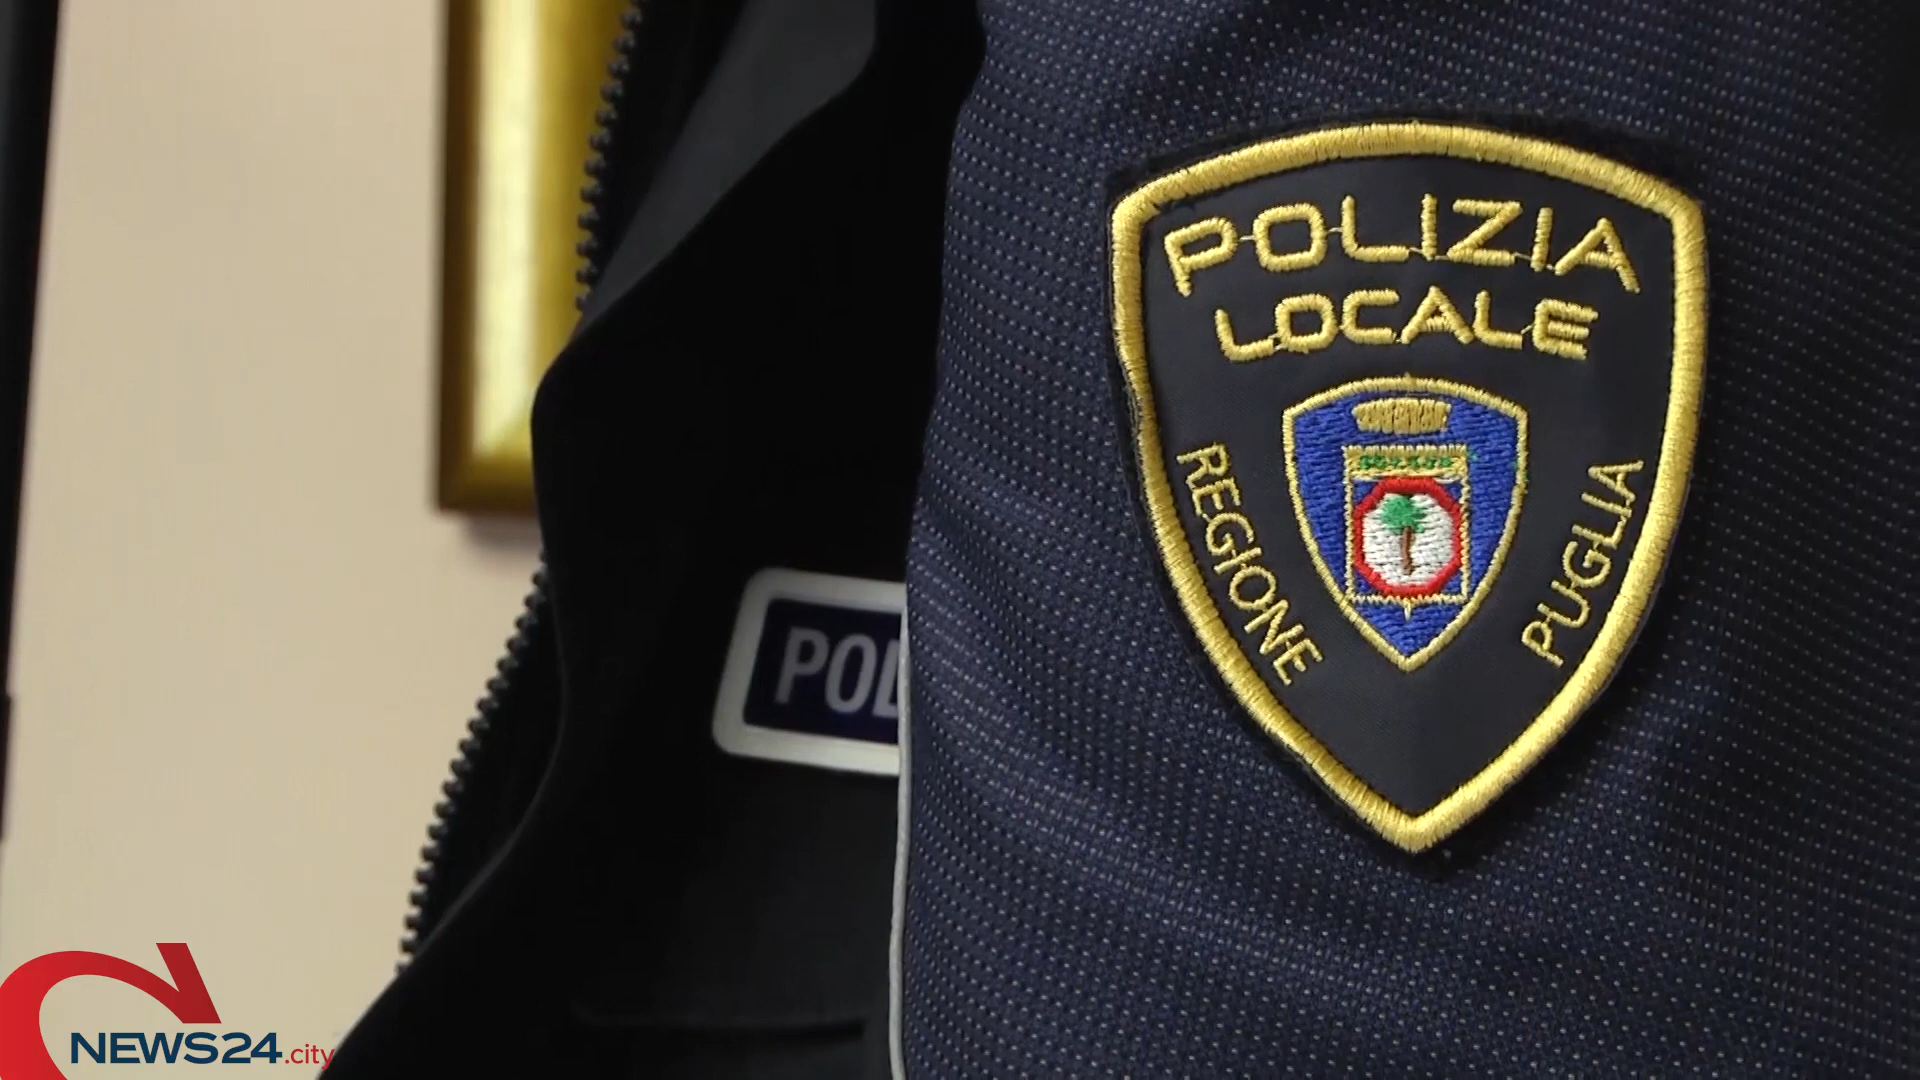 POLIZIA
LOCALE
REGIONE
PUGLIA
POL
NEWS24.city